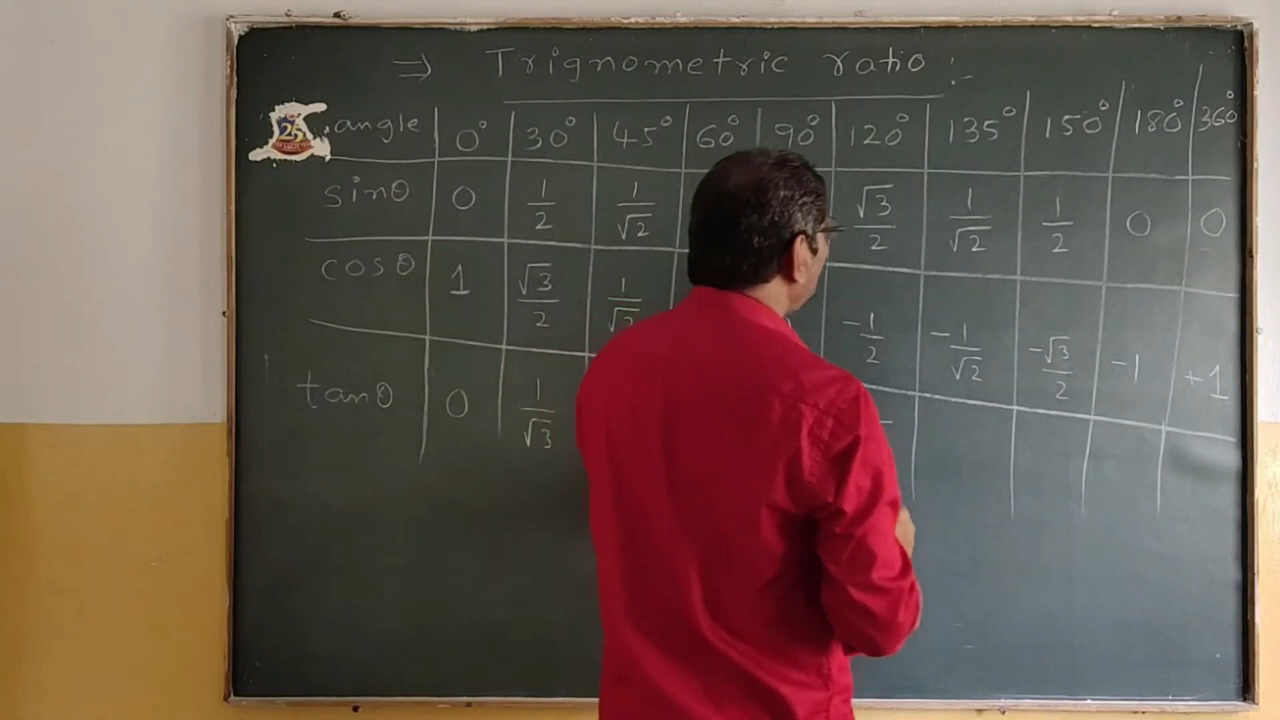 ⇒ Trignometric ratio :-
angle 0° 30° 45° 60° 90° 120° 135° 150° 180° 360°
sinθ 0 1/2 1/√2 √3/2 1/√2 1/2 0 0
cosθ 1 √3/2 1/√2 -1/2 -1/√2 -√3/2 -1 +1
tanθ 0 1/√3
25